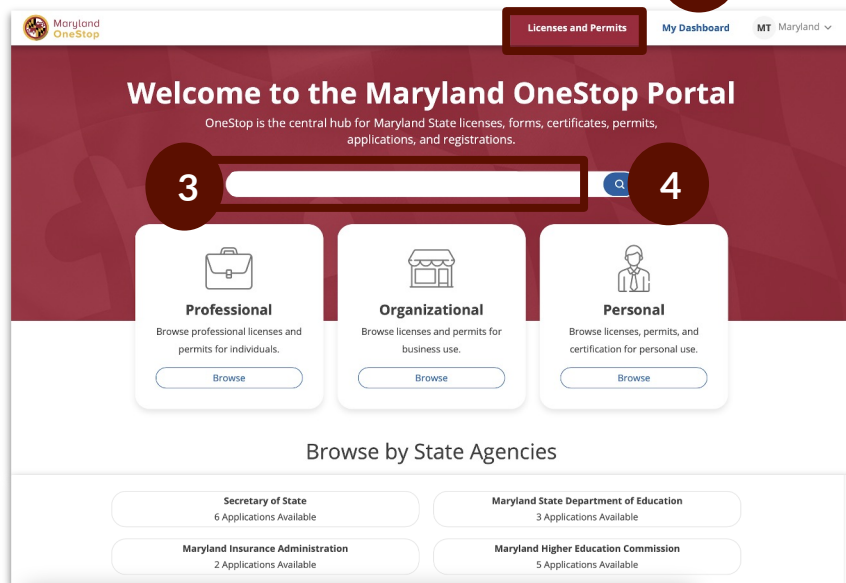 Maryland
OneStop
Licenses and Permits
My Dashboard
MT Maryland
Welcome to the Maryland OneStop Portal
OneStop is the central hub for Maryland State licenses, forms, certificates, permits,
applications, and registrations.
3
4
Professional
Browse professional licenses and
permits for individuals.
Browse
Organizational
Browse licenses and permits for
business use.
Browse
Personal
Browse licenses, permits, and
certification for personal use.
Browse
Browse by State Agencies
Secretary of State
6 Applications Available
Maryland State Department of Education
3 Applications Available
Maryland Insurance Administration
2 Applications Available
Maryland Higher Education Commission
5 Applications Available